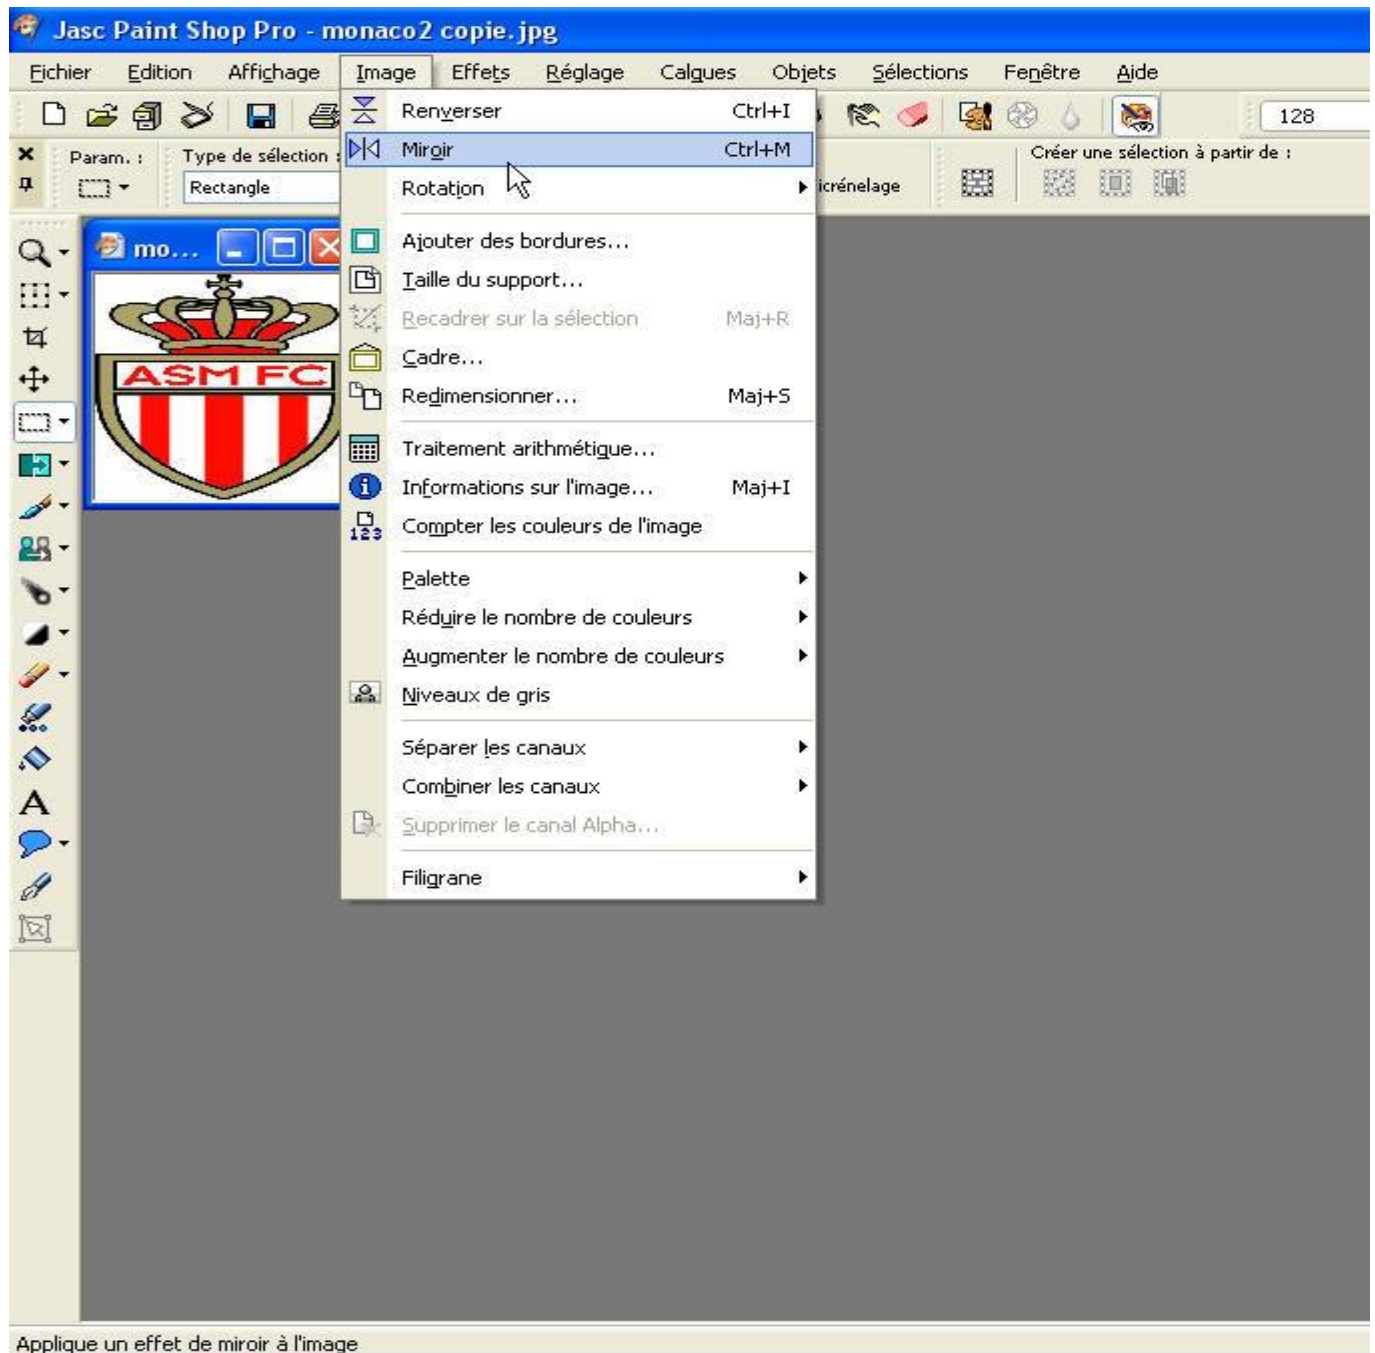 Jasc Paint Shop Pro - monaco2 copie.jpg
Fichier Edition Affichage Image Effets Réglage Calques Objets Sélections Fenêtre Aide
128
Param. : Type de sélection : Créer une sélection à partir de :
Rectangle icrénelage
mo...
ASM FC
Renverser Ctrl+I
Miroir Ctrl+M
Rotation
Ajouter des bordures...
Taille du support...
Recadrer sur la sélection Maj+R
Cadre...
Redimensionner... Maj+S
Traitement arithmétique...
Informations sur l'image... Maj+I
123 Compter les couleurs de l'image
Palette
Réduire le nombre de couleurs
Augmenter le nombre de couleurs
Niveaux de gris
Séparer les canaux
Combiner les canaux
Supprimer le canal Alpha...
Filigrane
Applique un effet de miroir à l'image